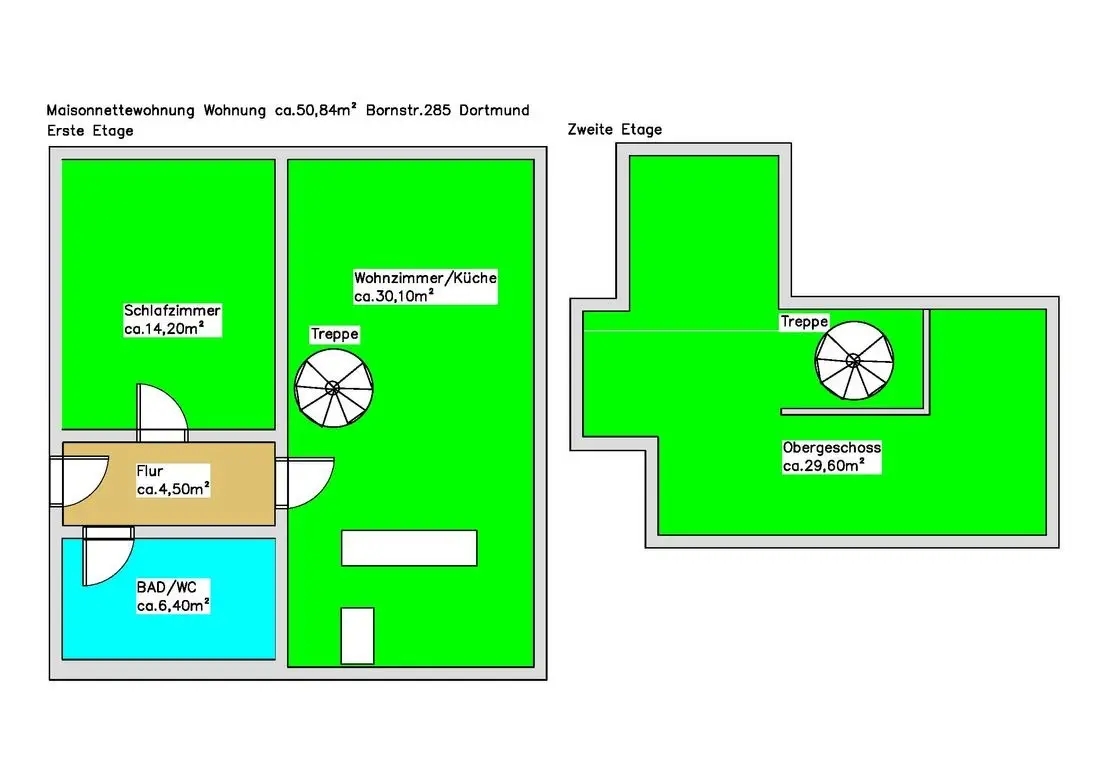 Maisonnettewohnung Wohnung ca.50,84m² Bornstr.285 Dortmund
Erste Etage
Zweite Etage
Schlafzimmer
ca.14,20m²
Wohnzimmer/Küche
ca.30,10m²
Treppe
Flur
ca.4,50m²
BAD/WC
ca.6,40m²
Treppe
Obergeschoss
ca.29,60m²